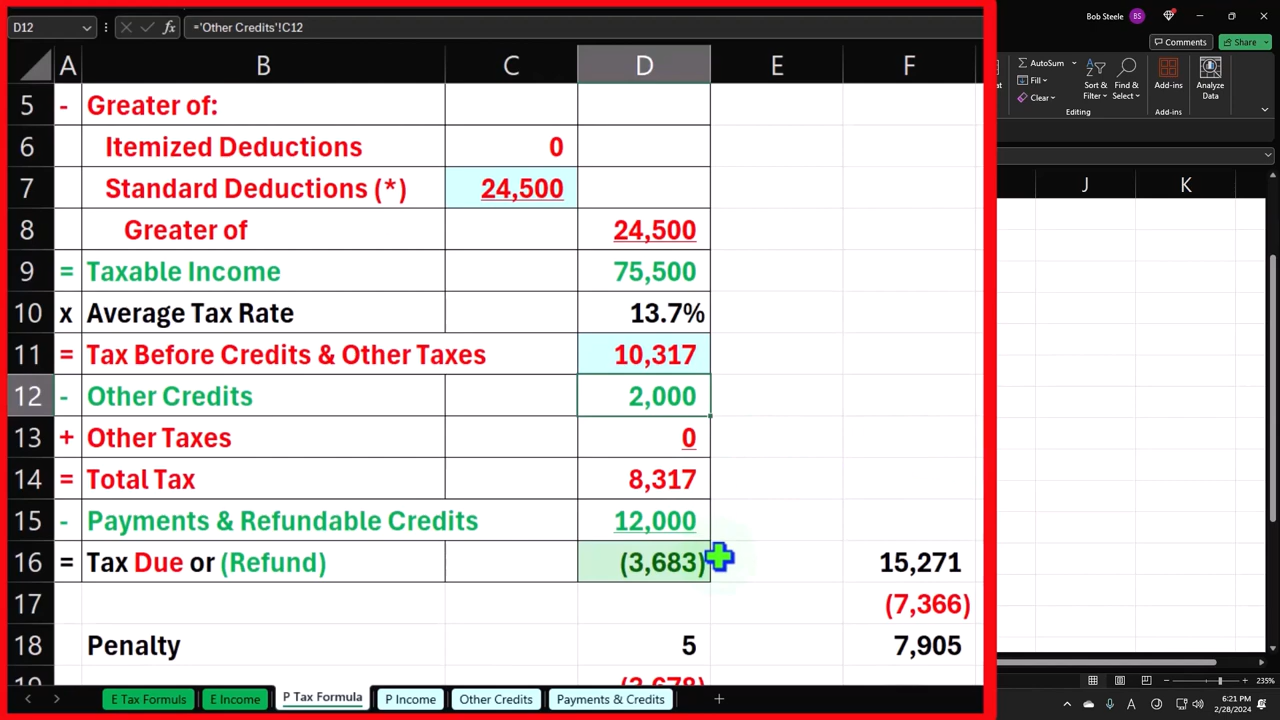 Bob Steele BS
D12 fx ='Other Credits'!C12
Comments Share
AutoSum Fill Clear
Sort & Filter Find & Select Add-ins Analyze Data
Editing Add-ins
A B C D E F J K
5 - Greater of:
6 Itemized Deductions 0
7 Standard Deductions (*) 24,500
8 Greater of 24,500
9 = Taxable Income 75,500
10 x Average Tax Rate 13.7%
11 = Tax Before Credits & Other Taxes 10,317
12 - Other Credits 2,000
13 + Other Taxes 0
14 = Total Tax 8,317
15 - Payments & Refundable Credits 12,000
16 = Tax Due or (Refund) (3,683) 15,271
17 (7,366)
18 Penalty 5 7,905
E Tax Formuls E Income P Tax Formula P Income Other Credits Payments & Credits +
235%
6:21 PM
2/28/2024